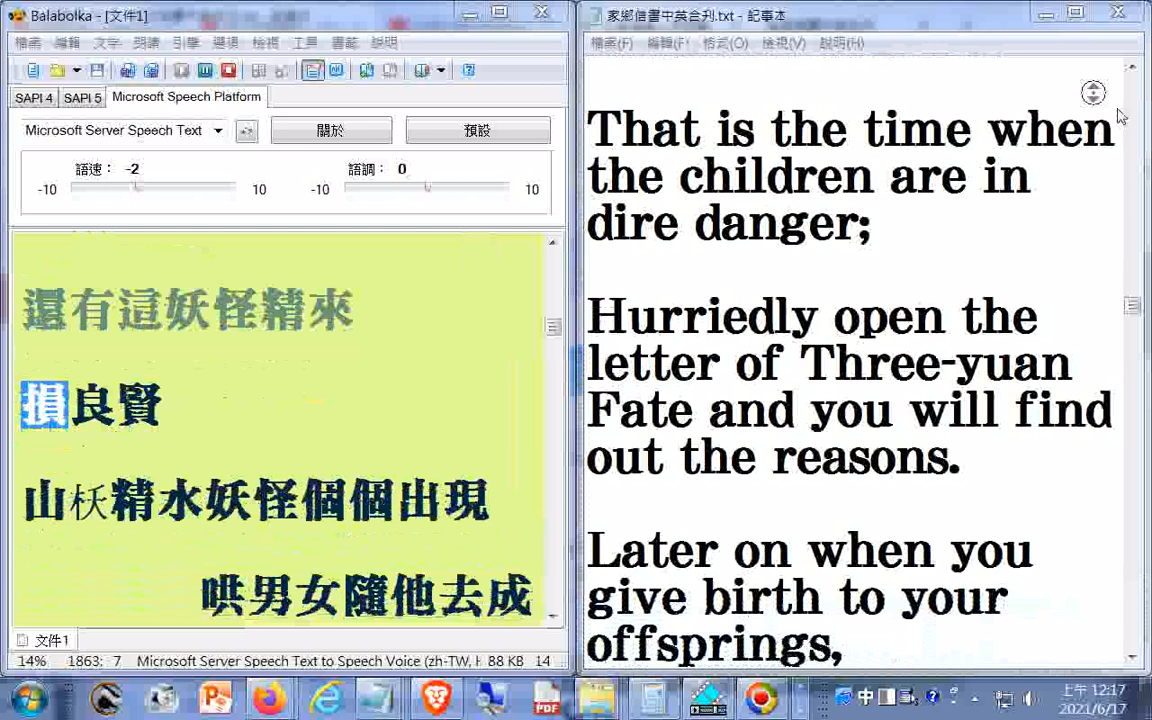 Balabolka - [文件1]
檔案 編輯 文字 朗讀 引擎 選項 檢視 工具 書籤 說明
SAPI 4 SAPI 5 Microsoft Speech Platform
Microsoft Server Speech Text 關於 預設
語速： -2 語調： 0
-10 10 -10 10
還有這妖怪精來
損良賢
山枖精水妖怪個個出現
哄男女隨他去成
文件1
14% 1863: 7 Microsoft Server Speech Text to Speech Voice (zh-TW, H 88 KB 14
家鄉信書中英合刊.txt - 記事本
檔案(F) 編輯(F) 格式(O) 檢視(V) 說明(H)
That is the time when
the children are in
dire danger;
Hurriedly open the
letter of Three-yuan
Fate and you will find
out the reasons.
Later on when you
give birth to your
offsprings,
中
上午 12:17
2021/6/17
PDF